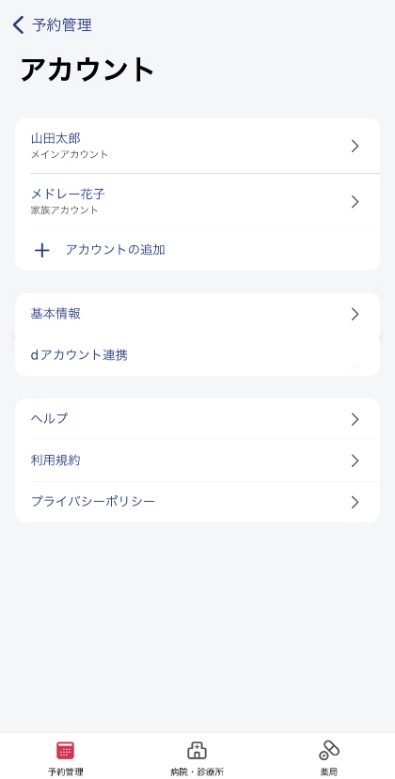 予約管理
アカウント
山田太郎
メインアカウント
メドレー花子
家族アカウント
アカウントの追加
基本情報
dアカウント連携
ヘルプ
利用規約
プライバシーポリシー
予約管理
病院・診療所
薬局